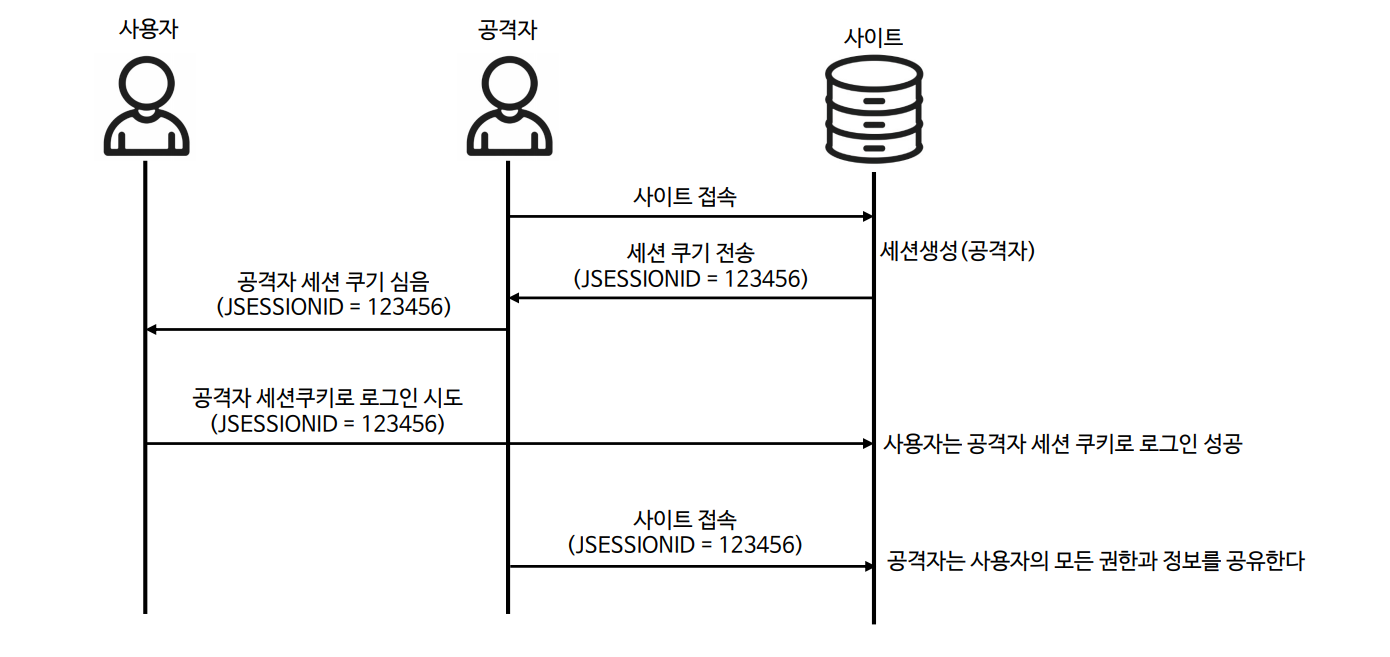 사용자
공격자
사이트
사이트 접속
세션생성(공격자)
세션 쿠기 전송
(JSESSIONID = 123456)
공격자 세션 쿠기 심음
(JSESSIONID = 123456)
공격자 세션쿠키로 로그인 시도
(JSESSIONID = 123456)
사용자는 공격자 세션 쿠키로 로그인 성공
사이트 접속
(JSESSIONID = 123456)
공격자는 사용자의 모든 권한과 정보를 공유한다